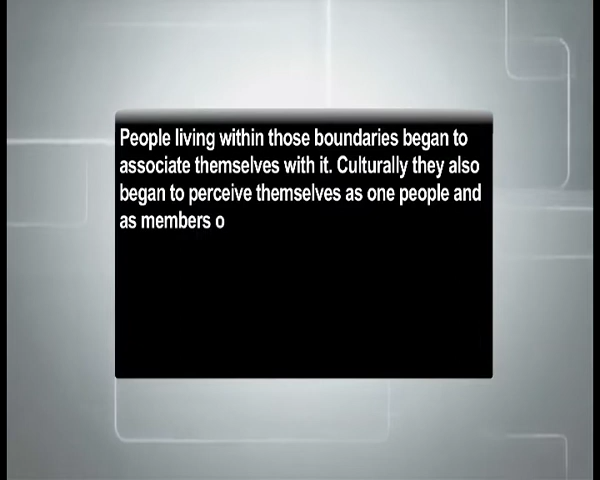 People living within those boundaries began to
associate themselves with it. Culturally they also
began to perceive themselves as one people and
as members o